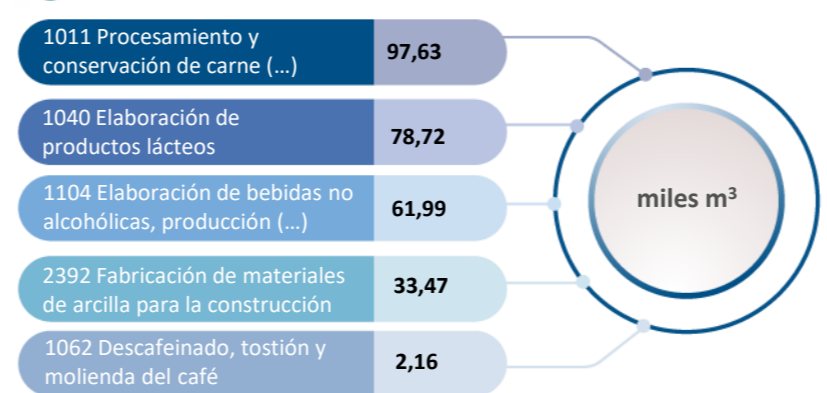 1011 Procesamiento y
conservación de carne (...)
97,63
1040 Elaboración de
productos lácteos
78,72
1104 Elaboración de bebidas no
alcohólicas, producción (...)
61,99
2392 Fabricación de materiales
de arcilla para la construcción
33,47
1062 Descafeinado, tostión y
molienda del café
2,16
miles m³